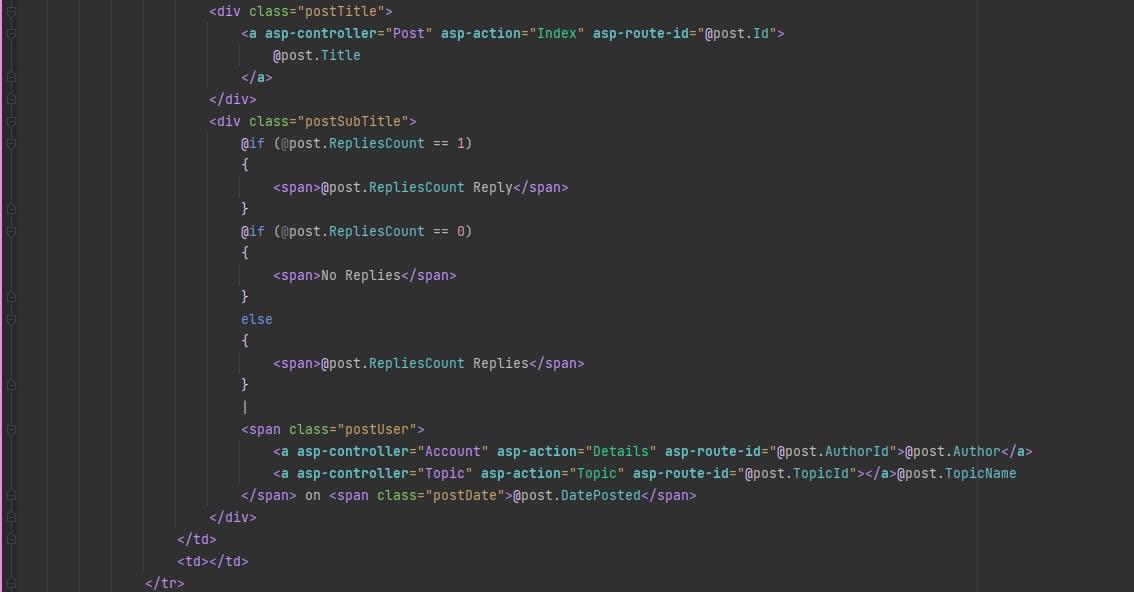 <div class="postTitle">
<a asp-controller="Post" asp-action="Index" asp-route-id="@post.Id">
@post.Title
</a>
</div>
<div class="postSubTitle">
@if (@post.RepliesCount == 1)
{
<span>@post.RepliesCount Reply</span>
}
@if (@post.RepliesCount == 0)
{
<span>No Replies</span>
}
else
{
<span>@post.RepliesCount Replies</span>
}
|
<span class="postUser">
<a asp-controller="Account" asp-action="Details" asp-route-id="@post.AuthorId">@post.Author</a>
<a asp-controller="Topic" asp-action="Topic" asp-route-id="@post.TopicId"></a>@post.TopicName
</span> on <span class="postDate">@post.DatePosted</span>
</div>
</td>
<td></td>
</tr>